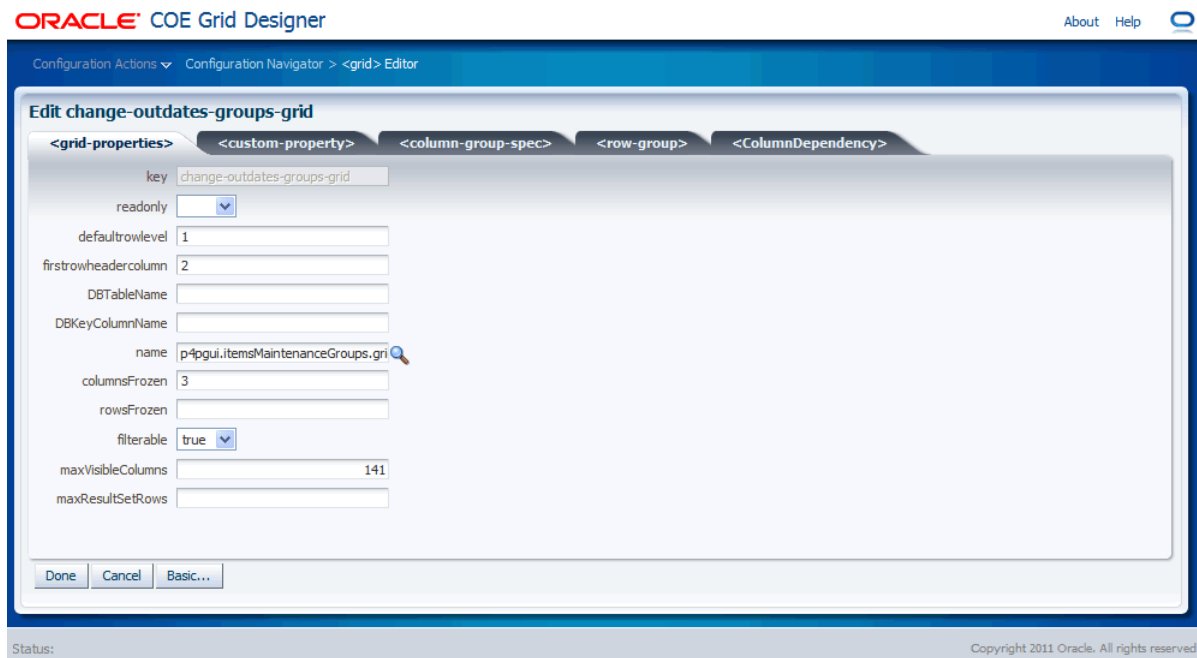 ORACLE COE Grid Designer
About Help
Configuration Actions Configuration Navigator > <grid> Editor
Edit change-outdates-groups-grid
<grid-properties> <custom-property> <column-group-spec> <row-group> <ColumnDependency>
key change-outdates-groups-grid
readonly
defaultrowlevel 1
firstrowheadercolumn 2
DBTableName
DBKeyColumnName
name p4pgui.itemsMaintenanceGroups.gri
columnsFrozen 3
rowsFrozen
filterable true
maxVisibleColumns 141
maxResultSetRows
Done Cancel Basic...
Status:
Copyright 2011 Oracle. All rights reserved